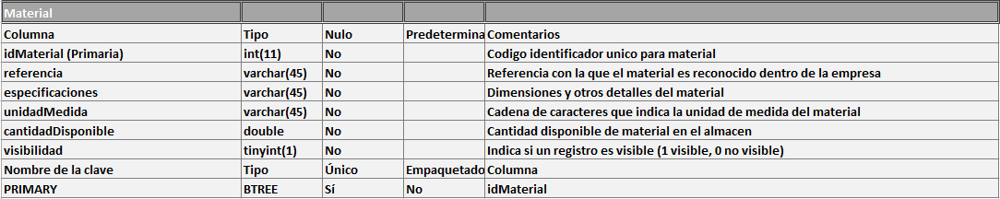 Material
Columna Tipo Nulo Predetermina Comentarios
idMaterial (Primaria) int(11) No Codigo identificador unico para material
referencia varchar(45) No Referencia con la que el material es reconocido dentro de la empresa
especificaciones varchar(45) No Dimensiones y otros detalles del material
unidadMedida varchar(45) No Cadena de caracteres que indica la unidad de medida del material
cantidadDisponible double No Cantidad disponible de material en el almacen
visibilidad tinyint(1) No Indica si un registro es visible (1 visible, 0 no visible)
Nombre de la clave Tipo Único Empaquetado Columna
PRIMARY BTREE Sí No idMaterial